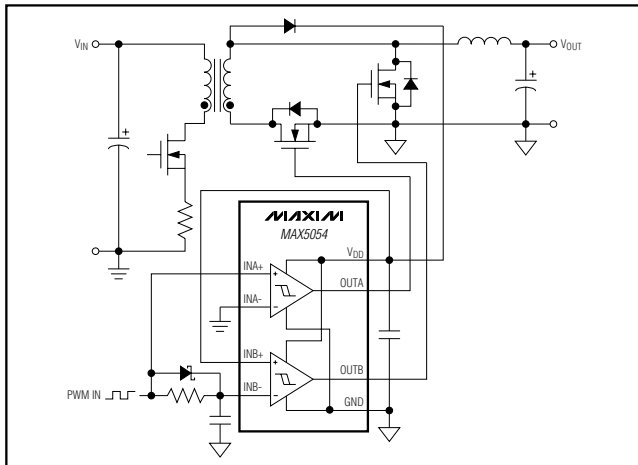 VIN
VOUT
MAXIM
MAX5054
VDD
INA+
OUTA
INA-
INB+
PWM IN
INB-
OUTB
GND